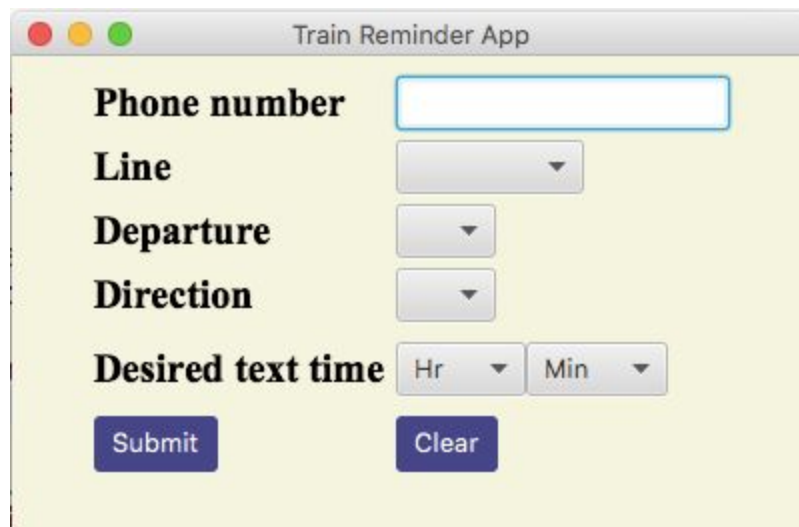 Train Reminder App
Phone number
Line
Departure
Direction
Desired text time Hr Min
Submit Clear